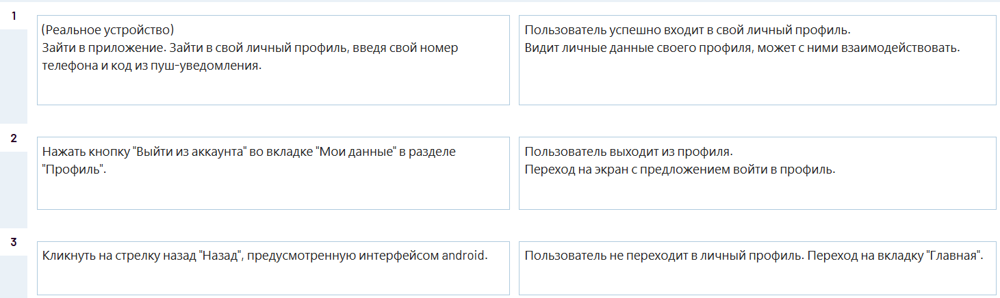 1
(Реальное устройство)
Зайти в приложение. Зайти в свой личный профиль, введя свой номер
телефона и код из пуш-уведомления.
Пользователь успешно входит в свой личный профиль.
Видит личные данные своего профиля, может с ними взаимодействовать.
2
Нажать кнопку "Выйти из аккаунта" во вкладке "Мои данные" в разделе
"Профиль".
Пользователь выходит из профиля.
Переход на экран с предложением войти в профиль.
3
Кликнуть на стрелку назад "Назад", предусмотренную интерфейсом android.
Пользователь не переходит в личный профиль. Переход на вкладку "Главная".